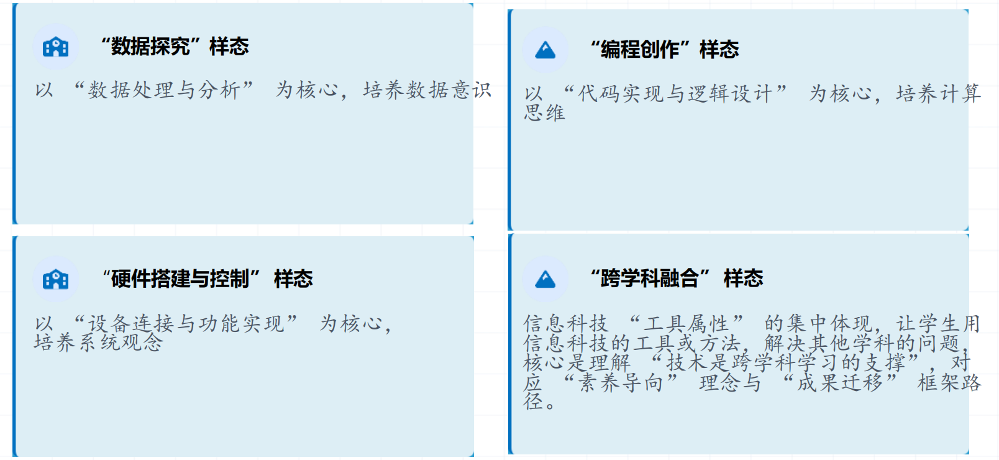 “数据探究”样态
以 “数据处理与分析” 为核心，培养数据意识
“编程创作”样态
以 “代码实现与逻辑设计” 为核心，培养计算
思维
“硬件搭建与控制” 样态
以 “设备连接与功能实现” 为核心，
培养系统观念
“跨学科融合” 样态
信息科技 “工具属性” 的集中体现，让学生用
信息科技的工具或方法，解决其他学科的问题，
核心是理解 “技术是跨学科学习的支撑”，对
应 “素养导向” 理念与 “成果迁移” 框架路
径。